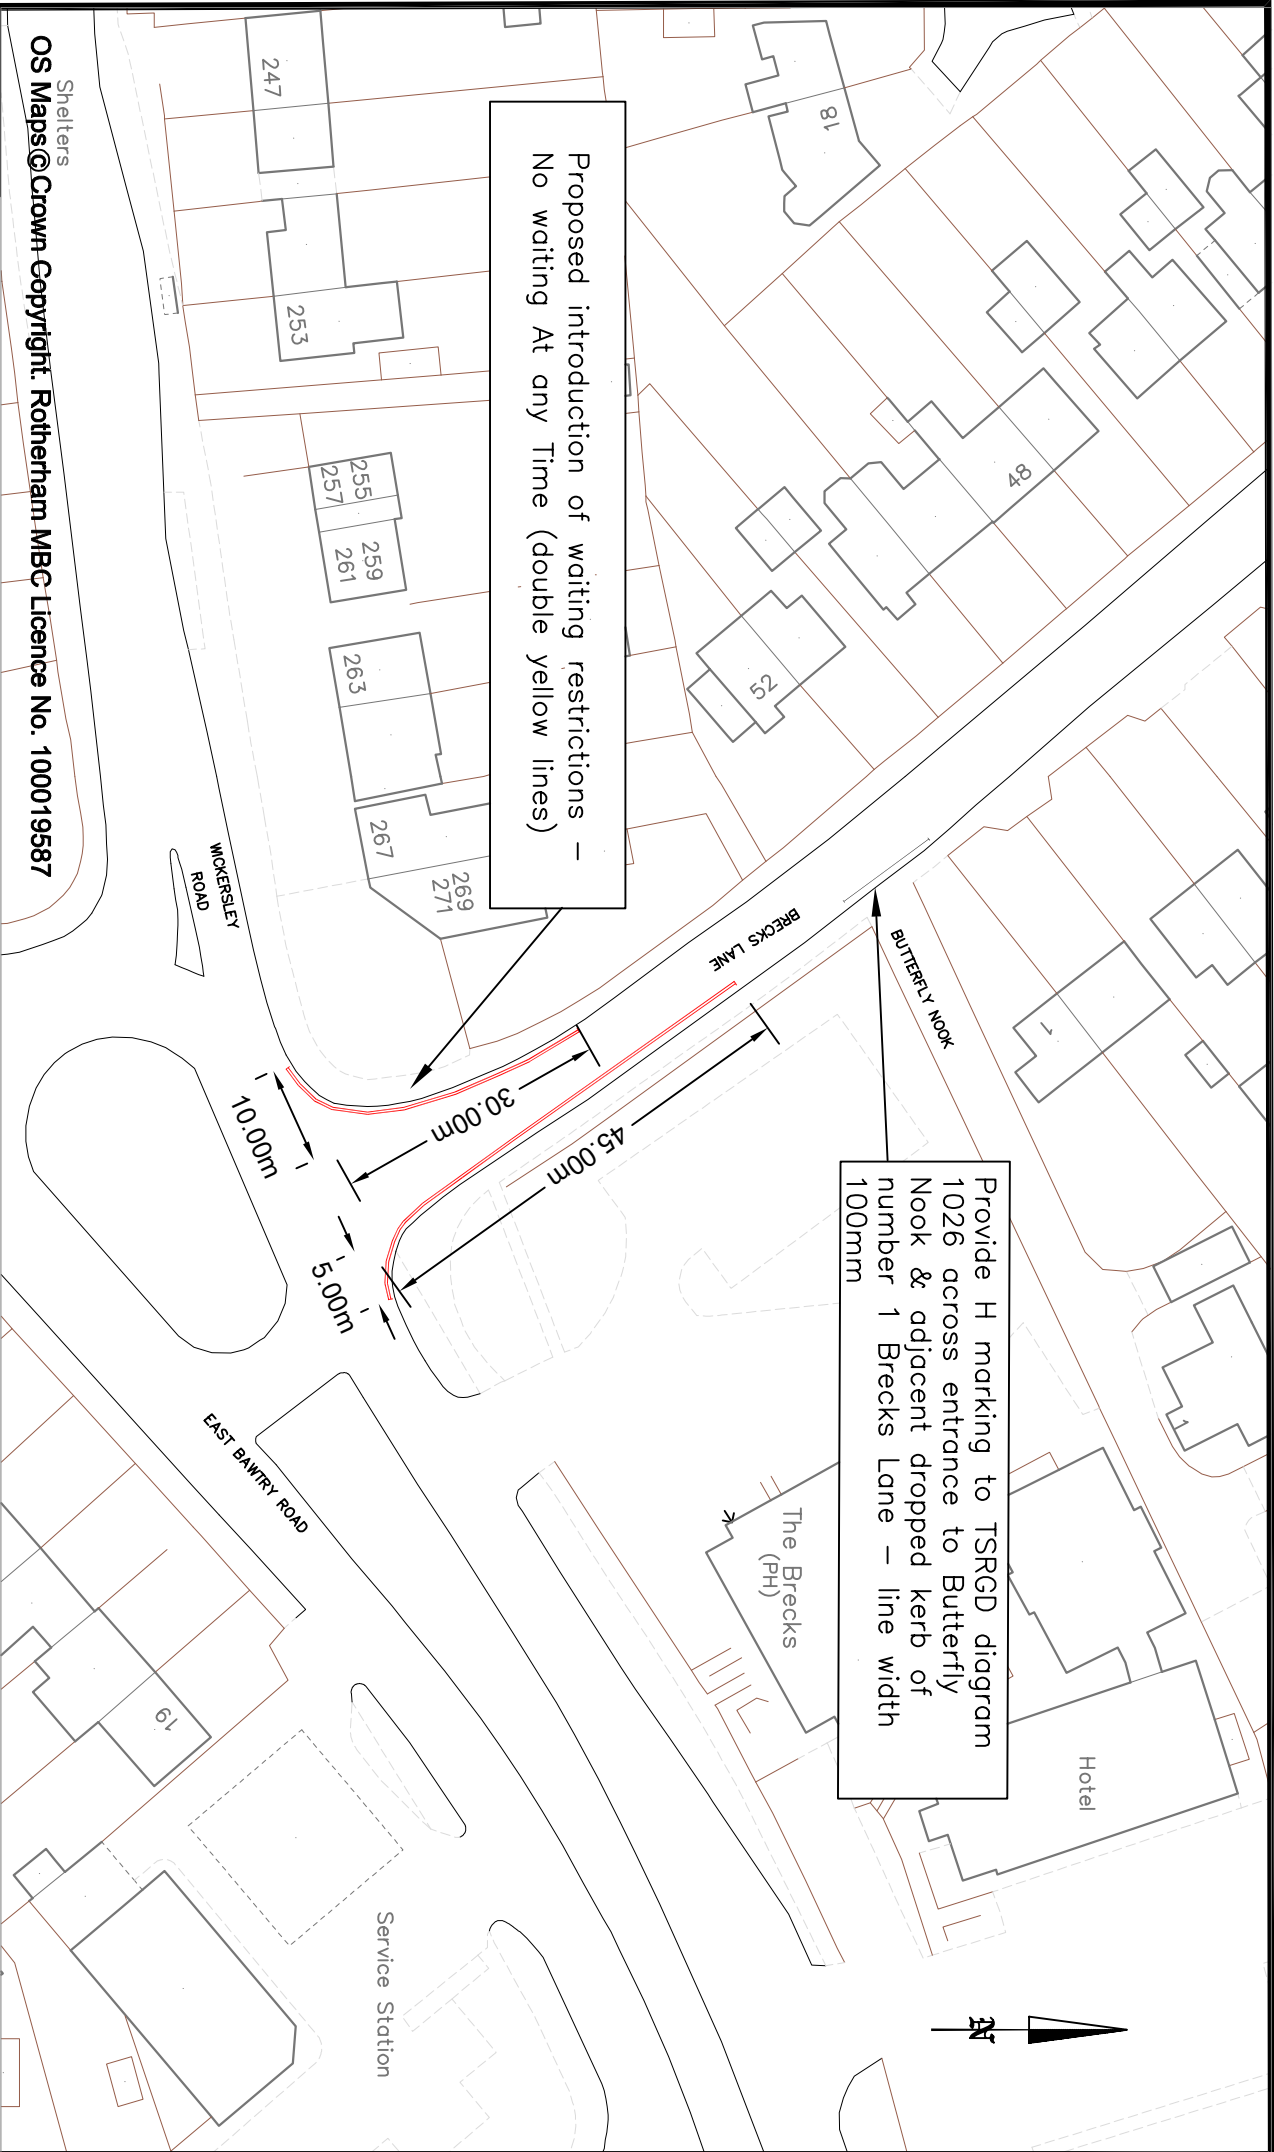 Proposed introduction of waiting restrictions –
No waiting At any Time (double yellow lines)
Provide H marking to TSRGD diagram
1026 across entrance to Butterfly
Nook & adjacent dropped kerb of
number 1 Brecks Lane – line width
100mm
BUTTERFLY NOOK
BRECKS LANE
WICKERSLEY
ROAD
EAST BAWTRY ROAD
30.00m
45.00m
10.00m
5.00m
The Brecks
(PH)
Hotel
Service Station
Shelters
18
48
52
1
1
247
253
255
257
259
261
263
267
269
271
19
N
OS Maps©Crown Copyright. Rotherham MBC Licence No. 100019587